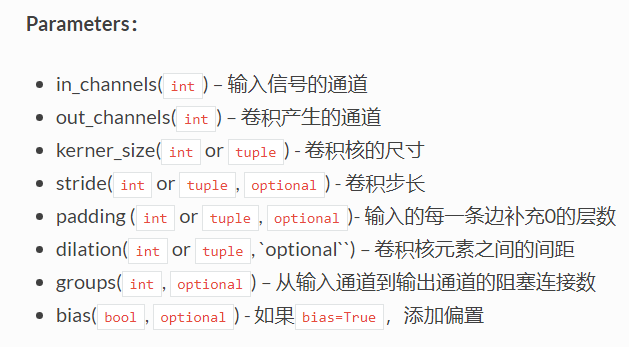 Parameters：
in_channels(int) – 输入信号的通道
out_channels(int) – 卷积产生的通道
kerner_size(int or tuple) - 卷积核的尺寸
stride(int or tuple, optional) - 卷积步长
padding (int or tuple, optional)- 输入的每一条边补充0的层数
dilation(int or tuple, `optional``) – 卷积核元素之间的间距
groups(int, optional) – 从输入通道到输出通道的阻塞连接数
bias(bool, optional) - 如果bias=True，添加偏置